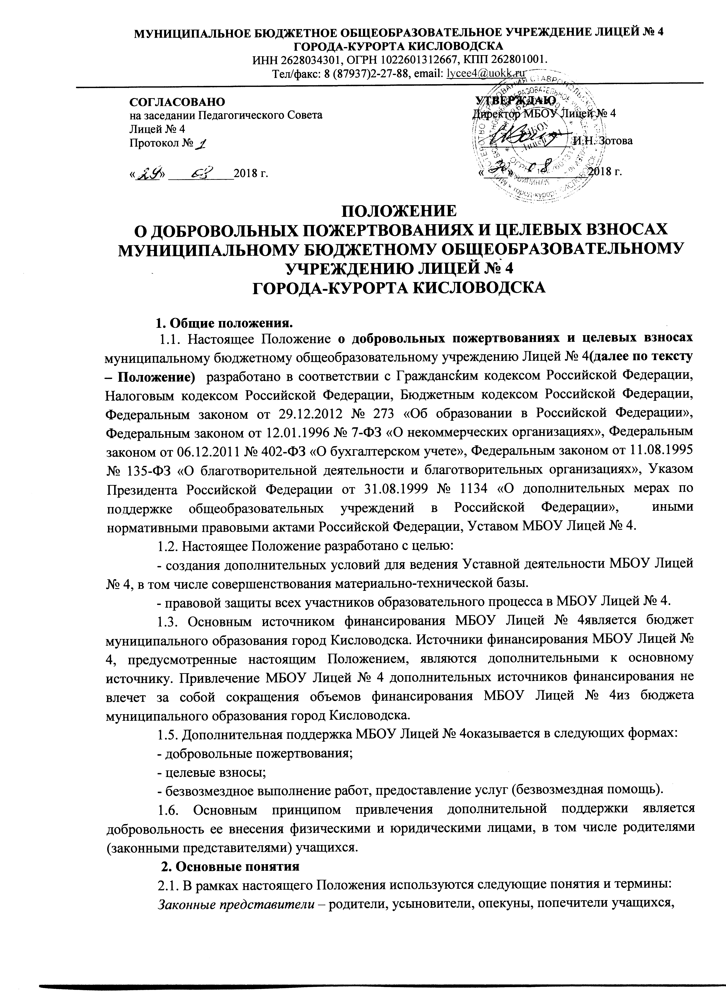 МУНИЦИПАЛЬНОЕ БЮДЖЕТНОЕ ОБЩЕОБРАЗОВАТЕЛЬНОЕ УЧРЕЖДЕНИЕ ЛИЦЕЙ № 4
ГОРОДА-КУРОРТА КИСЛОВОДСКА
ИНН 2628034301, ОГРН 1022601312667, КПП 262801001.
Тел/факс: 8 (87937)2-27-88, email: lycee4@uokk.ru
СОГЛАСОВАНО
на заседании Педагогического Совета
Лицей № 4
Протокол № 1
«29» 08 2018 г.
УТВЕРЖДАЮ
Директор МБОУ Лицей № 4
И.Н. Зотова
« » 08 2018 г.
ПОЛОЖЕНИЕ
О ДОБРОВОЛЬНЫХ ПОЖЕРТВОВАНИЯХ И ЦЕЛЕВЫХ ВЗНОСАХ
МУНИЦИПАЛЬНОМУ БЮДЖЕТНОМУ ОБЩЕОБРАЗОВАТЕЛЬНОМУ
УЧРЕЖДЕНИЮ ЛИЦЕЙ № 4
ГОРОДА-КУРОРТА КИСЛОВОДСКА
1. Общие положения.
1.1. Настоящее Положение о добровольных пожертвованиях и целевых взносах
муниципальному бюджетному общеобразовательному учреждению Лицей № 4(далее по тексту
– Положение) разработано в соответствии с Гражданским кодексом Российской Федерации,
Налоговым кодексом Российской Федерации, Бюджетным кодексом Российской Федерации,
Федеральным законом от 29.12.2012 № 273 «Об образовании в Российской Федерации»,
Федеральным законом от 12.01.1996 № 7-ФЗ «О некоммерческих организациях», Федеральным
законом от 06.12.2011 № 402-ФЗ «О бухгалтерском учете», Федеральным законом от 11.08.1995
№ 135-ФЗ «О благотворительной деятельности и благотворительных организациях», Указом
Президента Российской Федерации от 31.08.1999 № 1134 «О дополнительных мерах по
поддержке общеобразовательных учреждений в Российской Федерации», иными
нормативными правовыми актами Российской Федерации, Уставом МБОУ Лицей № 4.
1.2. Настоящее Положение разработано с целью:
- создания дополнительных условий для ведения Уставной деятельности МБОУ Лицей
№ 4, в том числе совершенствования материально-технической базы.
- правовой защиты всех участников образовательного процесса в МБОУ Лицей № 4.
1.3. Основным источником финансирования МБОУ Лицей № 4является бюджет
муниципального образования город Кисловодска. Источники финансирования МБОУ Лицей №
4, предусмотренные настоящим Положением, являются дополнительными к основному
источнику. Привлечение МБОУ Лицей № 4 дополнительных источников финансирования не
влечет за собой сокращения объемов финансирования МБОУ Лицей № 4из бюджета
муниципального образования город Кисловодска.
1.5. Дополнительная поддержка МБОУ Лицей № 4оказывается в следующих формах:
- добровольные пожертвования;
- целевые взносы;
- безвозмездное выполнение работ, предоставление услуг (безвозмездная помощь).
1.6. Основным принципом привлечения дополнительной поддержки является
добровольность ее внесения физическими и юридическими лицами, в том числе родителями
(законными представителями) учащихся.
2. Основные понятия
2.1. В рамках настоящего Положения используются следующие понятия и термины:
Законные представители – родители, усыновители, опекуны, попечители учащихся,